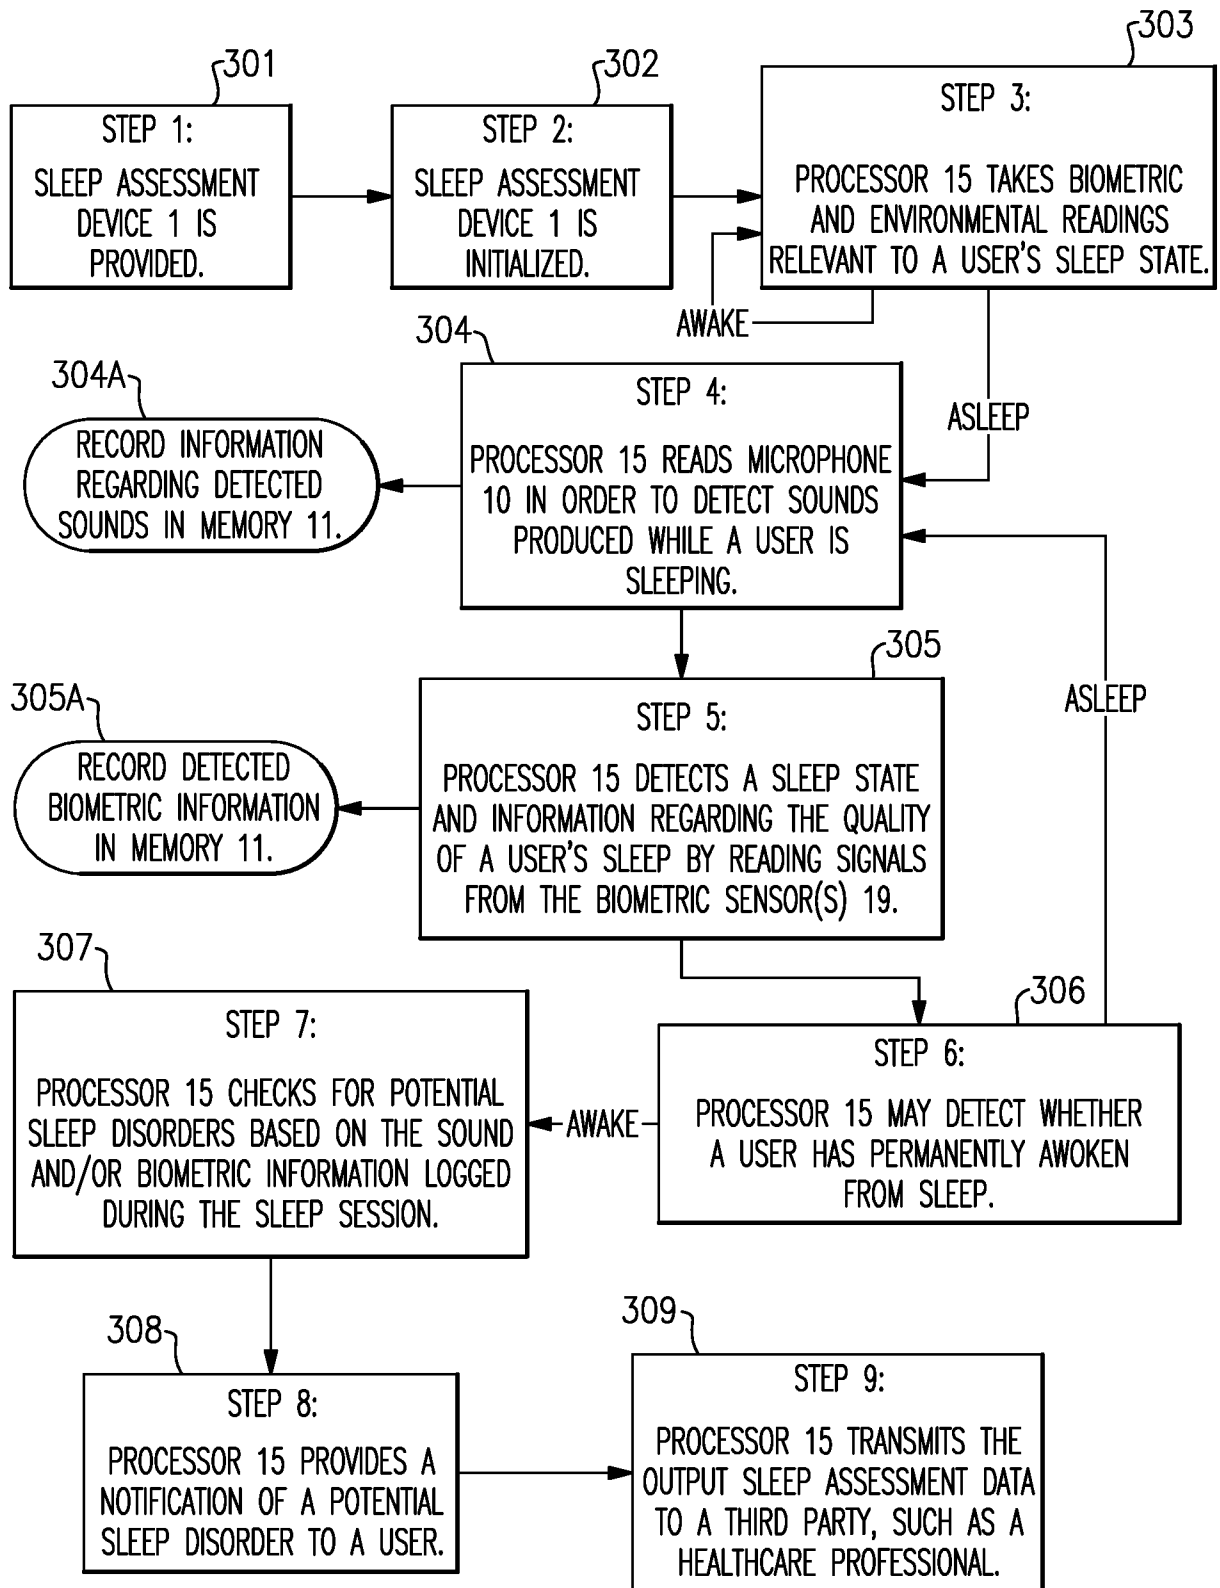 301
STEP 1:
SLEEP ASSESSMENT
DEVICE 1 IS
PROVIDED.
302
STEP 2:
SLEEP ASSESSMENT
DEVICE 1 IS
INITIALIZED.
303
STEP 3:
PROCESSOR 15 TAKES BIOMETRIC
AND ENVIRONMENTAL READINGS
RELEVANT TO A USER'S SLEEP STATE.
AWAKE
ASLEEP
304
STEP 4:
PROCESSOR 15 READS MICROPHONE
10 IN ORDER TO DETECT SOUNDS
PRODUCED WHILE A USER IS
SLEEPING.
304A
RECORD INFORMATION
REGARDING DETECTED
SOUNDS IN MEMORY 11.
305
STEP 5:
PROCESSOR 15 DETECTS A SLEEP STATE
AND INFORMATION REGARDING THE QUALITY
OF A USER'S SLEEP BY READING SIGNALS
FROM THE BIOMETRIC SENSOR(S) 19.
305A
RECORD DETECTED
BIOMETRIC INFORMATION
IN MEMORY 11.
ASLEEP
306
STEP 6:
PROCESSOR 15 MAY DETECT WHETHER
A USER HAS PERMANENTLY AWOKEN
FROM SLEEP.
AWAKE
307
STEP 7:
PROCESSOR 15 CHECKS FOR POTENTIAL
SLEEP DISORDERS BASED ON THE SOUND
AND/OR BIOMETRIC INFORMATION LOGGED
DURING THE SLEEP SESSION.
308
STEP 8:
PROCESSOR 15 PROVIDES A
NOTIFICATION OF A POTENTIAL
SLEEP DISORDER TO A USER.
309
STEP 9:
PROCESSOR 15 TRANSMITS THE
OUTPUT SLEEP ASSESSMENT DATA
TO A THIRD PARTY, SUCH AS A
HEALTHCARE PROFESSIONAL.